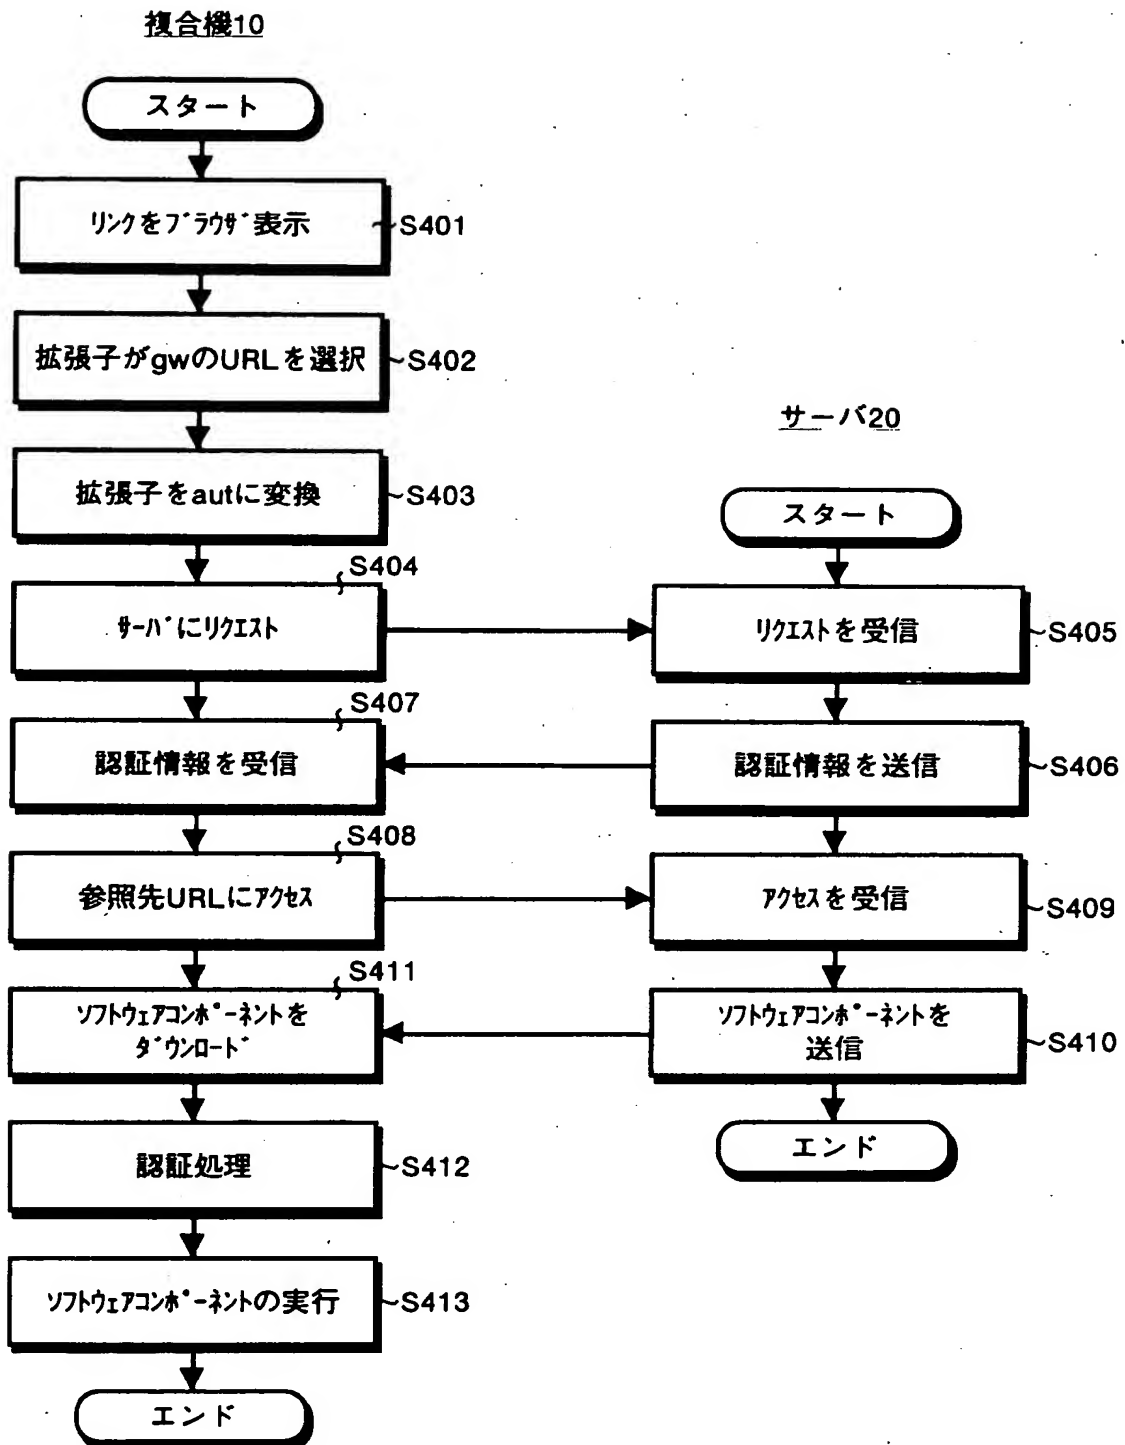 複合機10
スタート
リンクをブラウザ表示
S401
拡張子がgwのURLを選択
S402
拡張子をautに変換
S403
S404
サーバにリクエスト
S407
認証情報を受信
S408
参照先URLにアクセス
S411
ソフトウェアコンポーネントを
ダウンロード
認証処理
S412
ソフトウェアコンポーネントの実行
S413
エンド
サーバ20
スタート
リクエストを受信
S405
認証情報を送信
S406
アクセスを受信
S409
ソフトウェアコンポーネントを
送信
S410
エンド